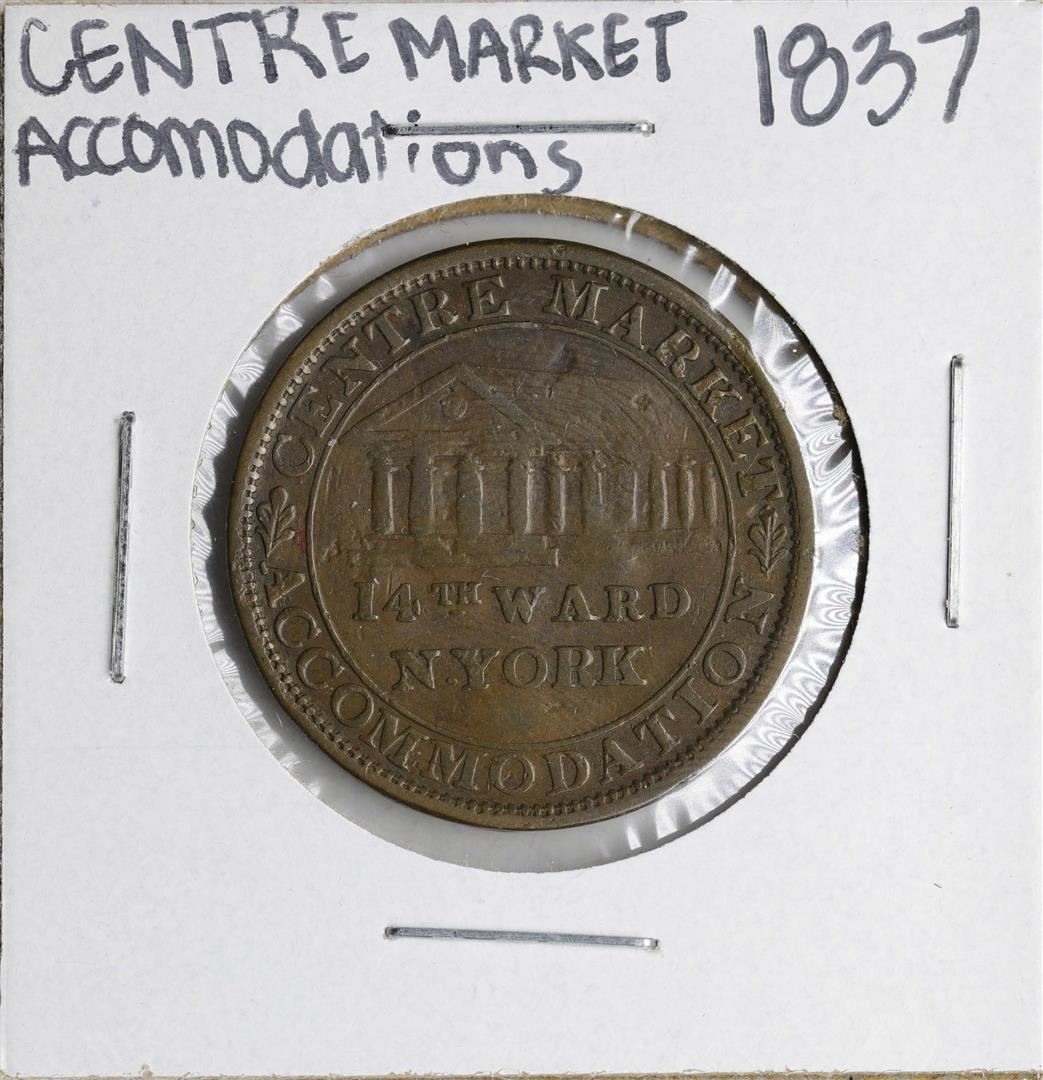 CENTRE MARKET 1837
Accomodations
CENTRE MARKET
14TH WARD
N.YORK
ACCOMMODATION